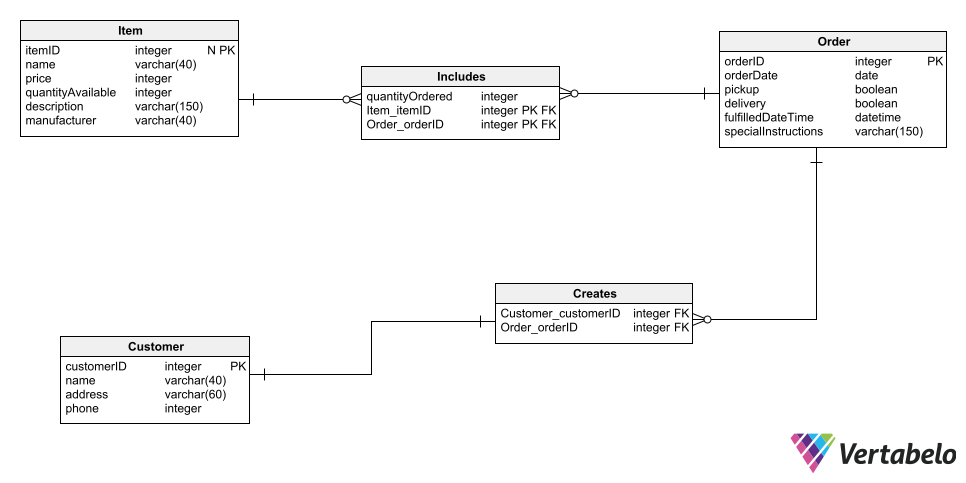 Item
itemID integer N PK
name varchar(40)
price integer
quantityAvailable integer
description varchar(150)
manufacturer varchar(40)
Includes
quantityOrdered integer
Item_itemID integer PK FK
Order_orderID integer PK FK
Order
orderID integer PK
orderDate date
pickup boolean
delivery boolean
fulfilledDateTime datetime
specialInstructions varchar(150)
Creates
Customer_customerID integer FK
Order_orderID integer FK
Customer
customerID integer PK
name varchar(40)
address varchar(60)
phone integer
Vertabelo